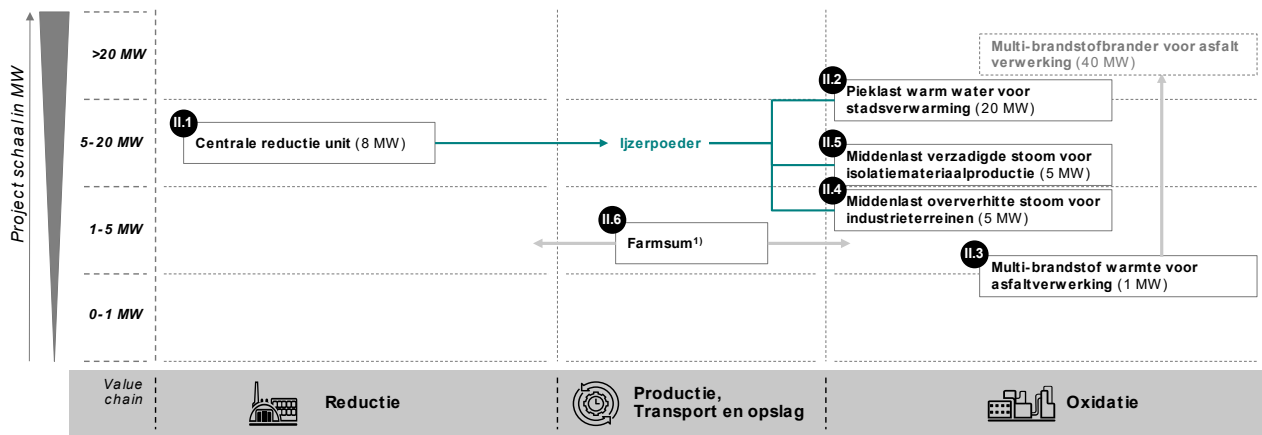 Project schaal in MW
>20 MW
5-20 MW
1-5 MW
0-1 MW
II.1
Centrale reductie unit (8 MW)
Ijzerpoeder
II.6
Farmsum¹⁾
Multi-brandstofbrander voor asfalt
verwerking (40 MW)
II.2
Pieklast warm water voor
stadsverwarming (20 MW)
II.5
Middenlast verzadigde stoom voor
isolatiemateriaalproductie (5 MW)
II.4
Middenlast oververhitte stoom voor
industrieterreinen (5 MW)
II.3
Multi-brandstof warmte voor
asfaltverwerking (1 MW)
Value
chain
Reductie
Productie,
Transport en opslag
Oxidatie